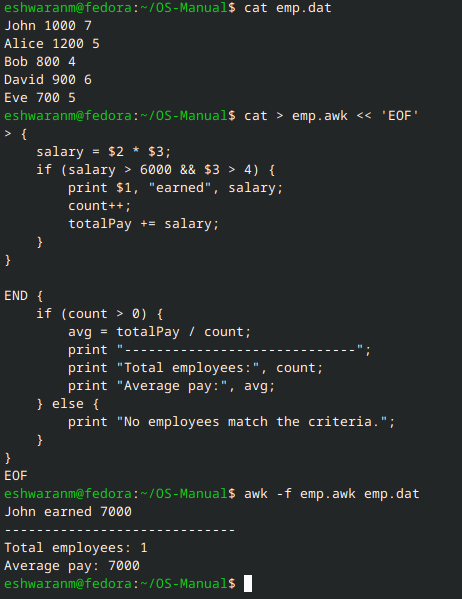 eshwaranm@fedora:~/OS-Manual$ cat emp.dat
John 1000 7
Alice 1200 5
Bob 800 4
David 900 6
Eve 700 5
eshwaranm@fedora:~/OS-Manual$ cat > emp.awk << 'EOF'
> {
    salary = $2 * $3;
    if (salary > 6000 && $3 > 4) {
        print $1, "earned", salary;
        count++;
        totalPay += salary;
    }
}

END {
    if (count > 0) {
        avg = totalPay / count;
        print "-----------------------------";
        print "Total employees:", count;
        print "Average pay:", avg;
    } else {
        print "No employees match the criteria.";
    }
}
EOF
eshwaranm@fedora:~/OS-Manual$ awk -f emp.awk emp.dat
John earned 7000
-----------------------------
Total employees: 1
Average pay: 7000
eshwaranm@fedora:~/OS-Manual$